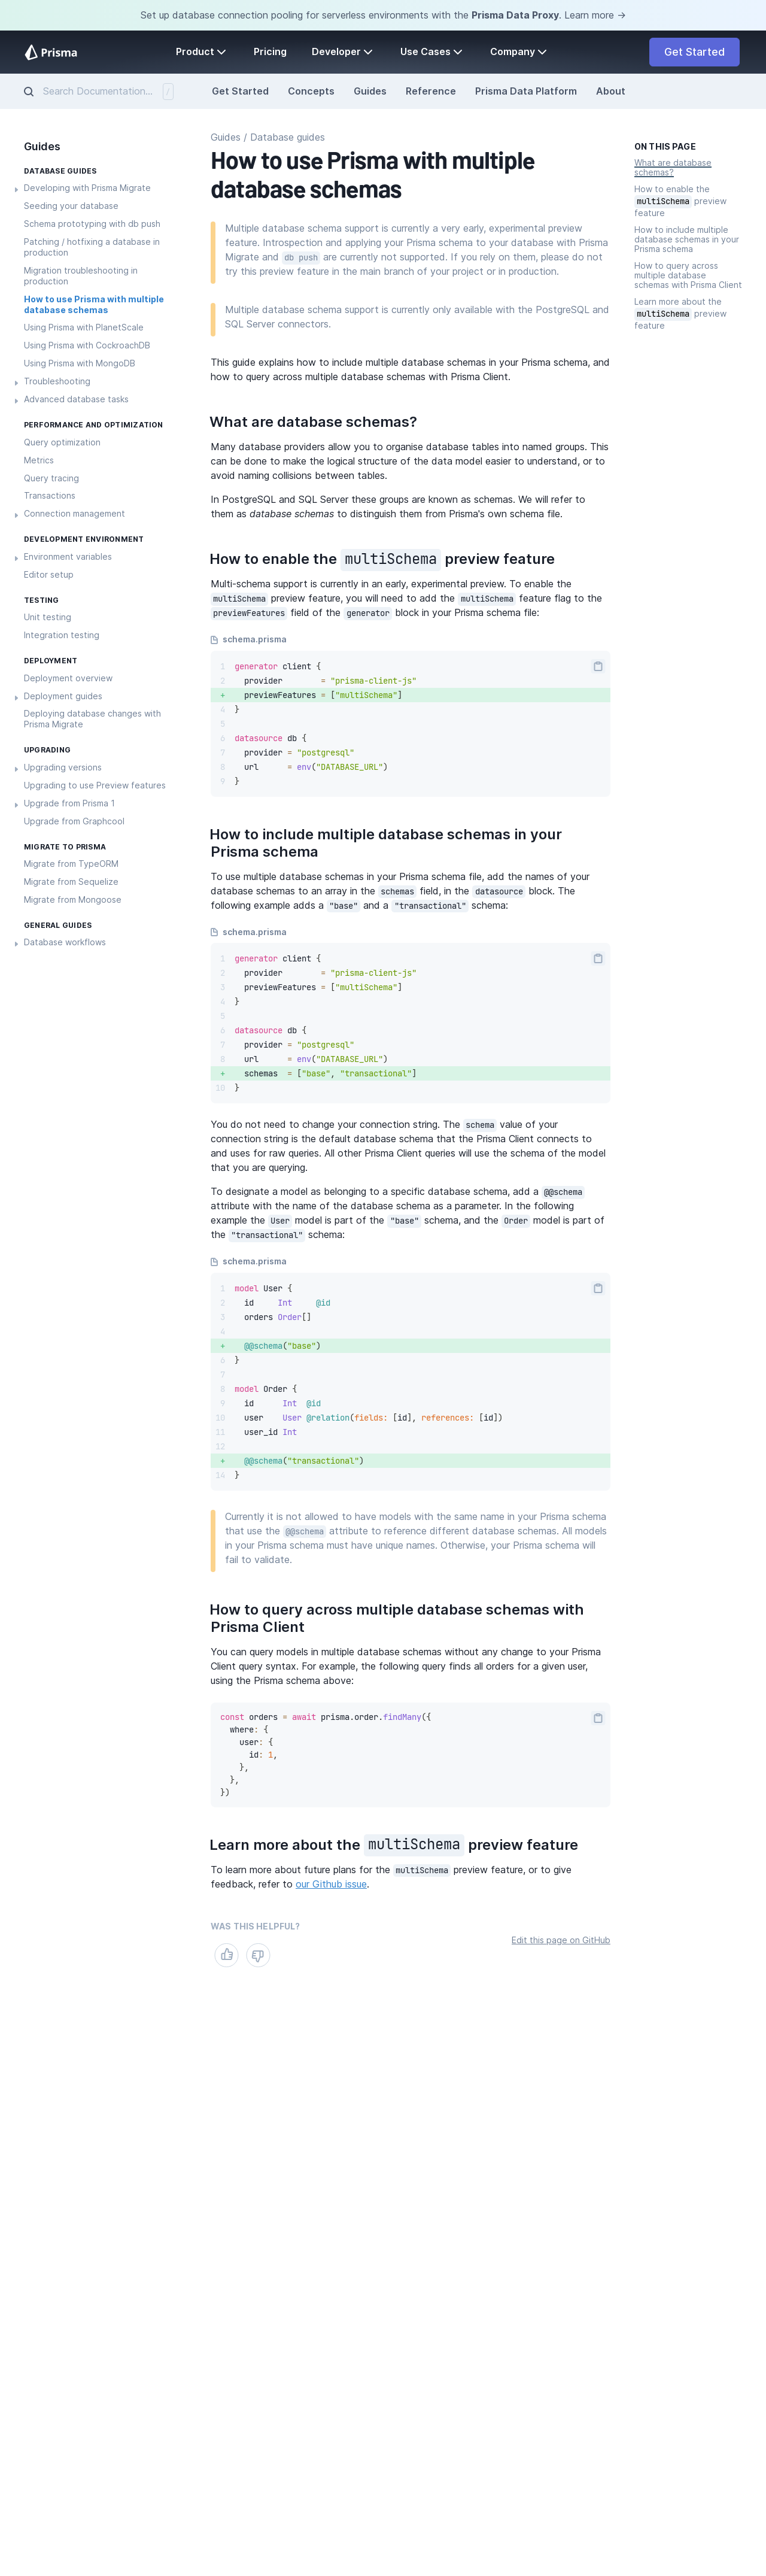 Set up database connection pooling for serverless environments with the Prisma Data Proxy. Learn more →
Prisma
Product
Pricing
Developer
Use Cases
Company
Get Started
Search Documentation...
/
Get Started
Concepts
Guides
Reference
Prisma Data Platform
About
Guides
DATABASE GUIDES
Developing with Prisma Migrate
Seeding your database
Schema prototyping with db push
Patching / hotfixing a database in
production
Migration troubleshooting in
production
How to use Prisma with multiple
database schemas
Using Prisma with PlanetScale
Using Prisma with CockroachDB
Using Prisma with MongoDB
Troubleshooting
Advanced database tasks
PERFORMANCE AND OPTIMIZATION
Query optimization
Metrics
Query tracing
Transactions
Connection management
DEVELOPMENT ENVIRONMENT
Environment variables
Editor setup
TESTING
Unit testing
Integration testing
DEPLOYMENT
Deployment overview
Deployment guides
Deploying database changes with
Prisma Migrate
UPGRADING
Upgrading versions
Upgrading to use Preview features
Upgrade from Prisma 1
Upgrade from Graphcool
MIGRATE TO PRISMA
Migrate from TypeORM
Migrate from Sequelize
Migrate from Mongoose
GENERAL GUIDES
Database workflows
Guides / Database guides
How to use Prisma with multiple
database schemas
Multiple database schema support is currently a very early, experimental preview
feature. Introspection and applying your Prisma schema to your database with Prisma
Migrate and db push are currently not supported. If you rely on them, please do not
try this preview feature in the main branch of your project or in production.
Multiple database schema support is currently only available with the PostgreSQL and
SQL Server connectors.
This guide explains how to include multiple database schemas in your Prisma schema, and
how to query across multiple database schemas with Prisma Client.
What are database schemas?
Many database providers allow you to organise database tables into named groups. This
can be done to make the logical structure of the data model easier to understand, or to
avoid naming collisions between tables.
In PostgreSQL and SQL Server these groups are known as schemas. We will refer to
them as database schemas to distinguish them from Prisma's own schema file.
How to enable the multiSchema preview feature
Multi-schema support is currently in an early, experimental preview. To enable the
multiSchema preview feature, you will need to add the multiSchema feature flag to the
previewFeatures field of the generator block in your Prisma schema file:
schema.prisma
1 generator client {
2   provider        = "prisma-client-js"
+   previewFeatures = ["multiSchema"]
4 }
5
6 datasource db {
7   provider = "postgresql"
8   url      = env("DATABASE_URL")
9 }
How to include multiple database schemas in your
Prisma schema
To use multiple database schemas in your Prisma schema file, add the names of your
database schemas to an array in the schemas field, in the datasource block. The
following example adds a "base" and a "transactional" schema:
schema.prisma
1 generator client {
2   provider        = "prisma-client-js"
3   previewFeatures = ["multiSchema"]
4 }
5
6 datasource db {
7   provider = "postgresql"
8   url      = env("DATABASE_URL")
+   schemas  = ["base", "transactional"]
10 }
You do not need to change your connection string. The schema value of your
connection string is the default database schema that the Prisma Client connects to
and uses for raw queries. All other Prisma Client queries will use the schema of the model
that you are querying.
To designate a model as belonging to a specific database schema, add a @@schema
attribute with the name of the database schema as a parameter. In the following
example the User model is part of the "base" schema, and the Order model is part of
the "transactional" schema:
schema.prisma
1 model User {
2   id     Int     @id
3   orders Order[]
4
+   @@schema("base")
6 }
7
8 model Order {
9   id      Int  @id
10   user    User @relation(fields: [id], references: [id])
11   user_id Int
12
+   @@schema("transactional")
14 }
Currently it is not allowed to have models with the same name in your Prisma schema
that use the @@schema attribute to reference different database schemas. All models
in your Prisma schema must have unique names. Otherwise, your Prisma schema will
fail to validate.
How to query across multiple database schemas with
Prisma Client
You can query models in multiple database schemas without any change to your Prisma
Client query syntax. For example, the following query finds all orders for a given user,
using the Prisma schema above:
const orders = await prisma.order.findMany({
  where: {
    user: {
      id: 1,
    },
  },
})
Learn more about the multiSchema preview feature
To learn more about future plans for the multiSchema preview feature, or to give
feedback, refer to our Github issue.
WAS THIS HELPFUL?
Edit this page on GitHub
ON THIS PAGE
What are database
schemas?
How to enable the
multiSchema preview
feature
How to include multiple
database schemas in your
Prisma schema
How to query across
multiple database
schemas with Prisma Client
Learn more about the
multiSchema preview
feature